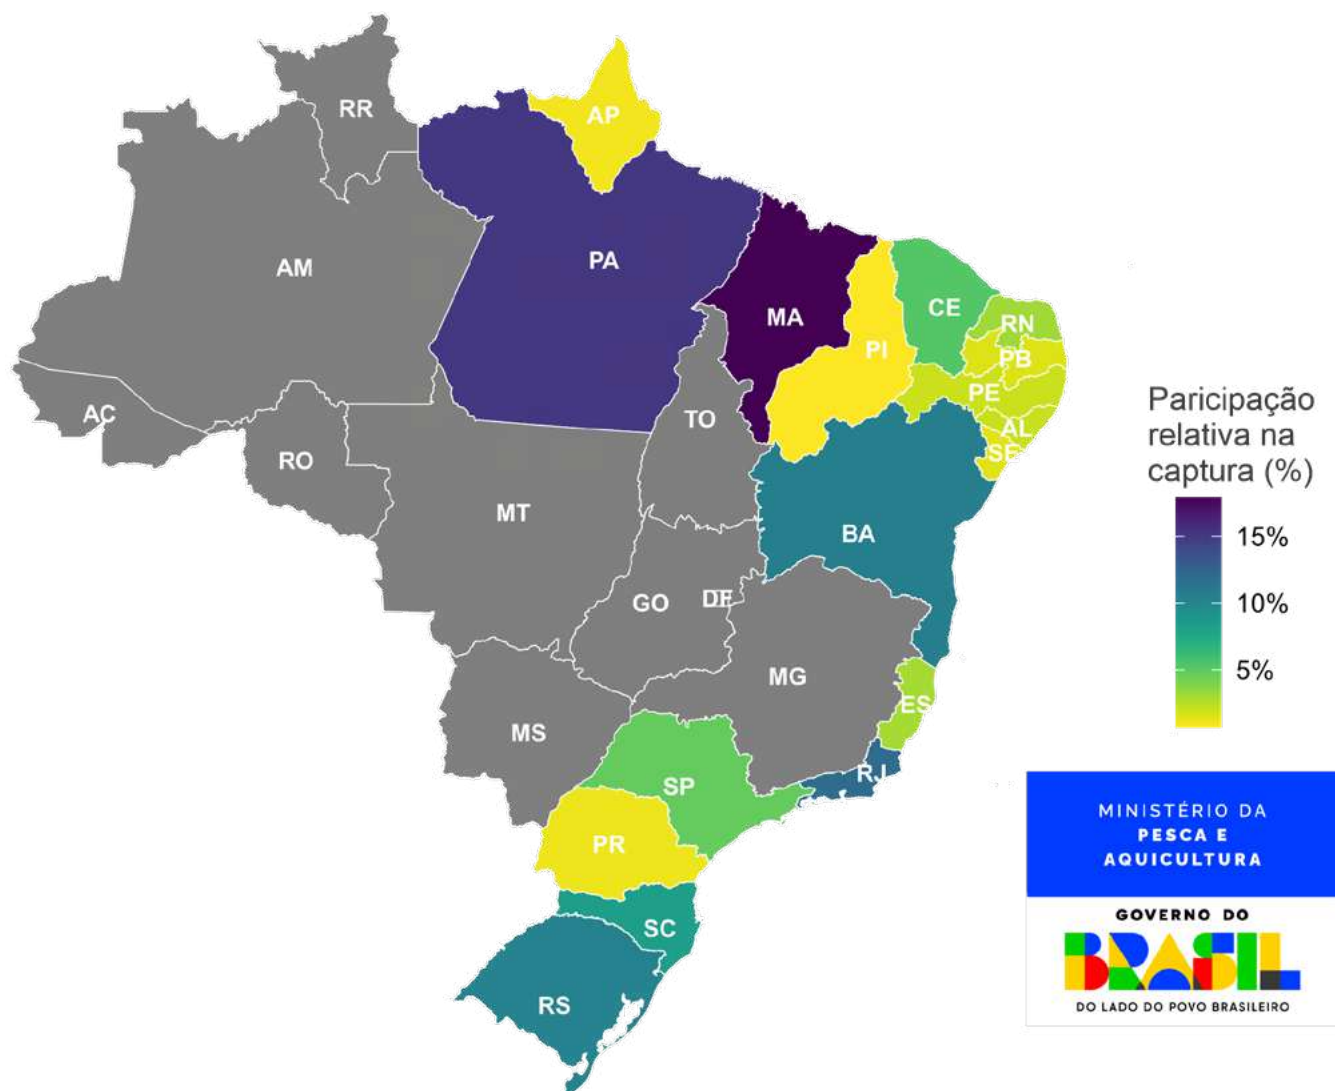 RR
AP
AM
PA
MA
CE
RN
PI
PB
PE
AC
TO
AL
RO
SE
MT
BA
GO
DF
MG
MS
ES
SP
RJ
PR
SC
RS
Paricipação
relativa na
captura (%)
15%
10%
5%
MINISTÉRIO DA
PESCA E
AQUICULTURA
GOVERNO DO
BRASIL
DO LADO DO POVO BRASILEIRO